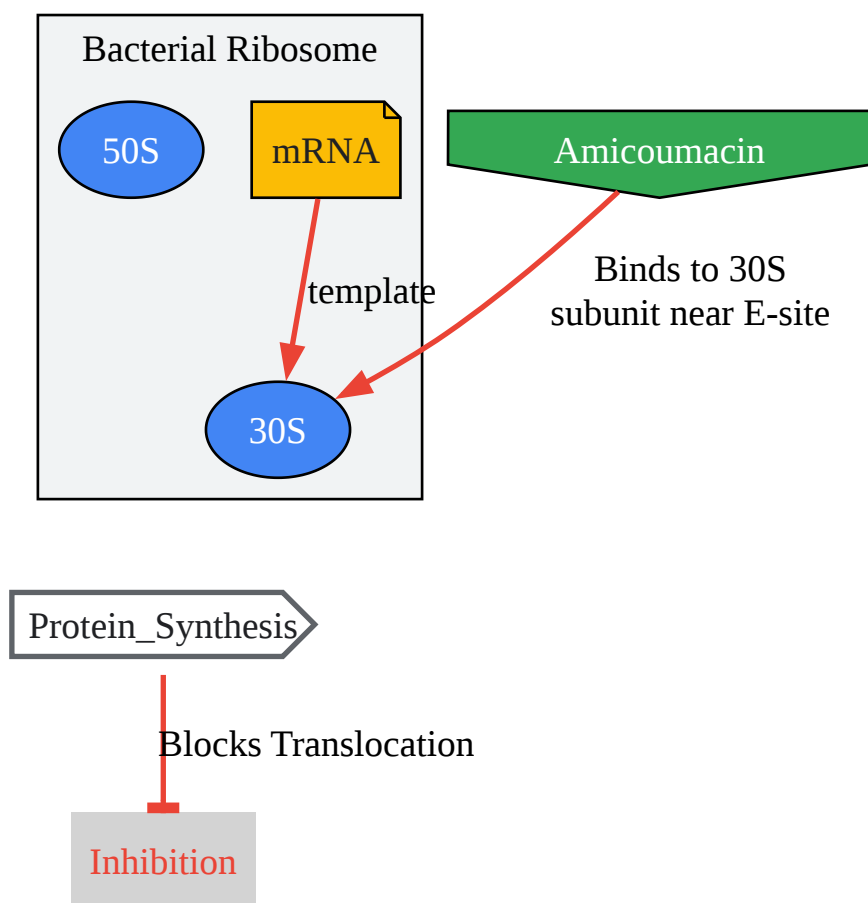 Bacterial Ribosome
50S
mRNA
Amicoumacin
template
Binds to 30S
subunit near E-site
30S
Protein_Synthesis
Blocks Translocation
Inhibition